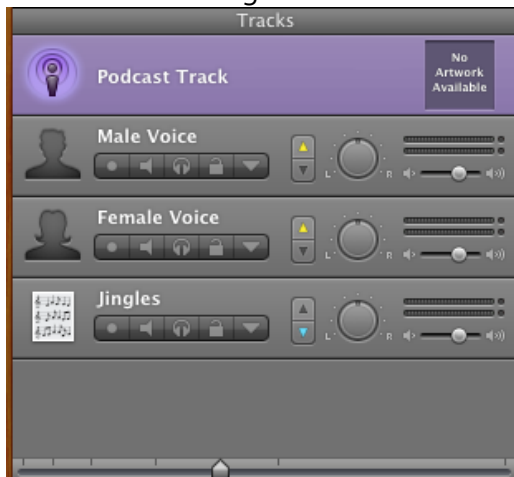 Tracks
Podcast Track
No
Artwork
Available
Male Voice
L R
Female Voice
L R
Jingles
L R